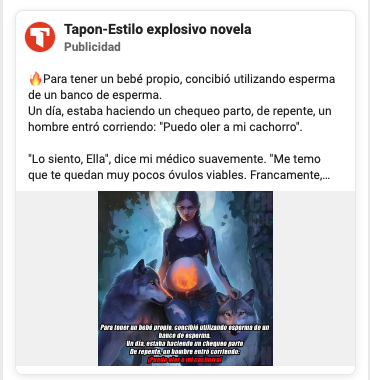 Tapon-Estilo explosivo novela
Publicidad
🔥Para tener un bebé propio, concibió utilizando esperma
de un banco de esperma.
Un día, estaba haciendo un chequeo parto, de repente, un
hombre entró corriendo: "Puedo oler a mi cachorro".
"Lo siento, Ella", dice mi médico suavemente. "Me temo
que te quedan muy pocos óvulos viables. Francamente,...
Para tener un bebé propio, concibió utilizando esperma de un
banco de esperma.
Un día, estaba haciendo un chequeo parto
De repente, un hombre entró corriendo:
¡Puedo oler a mi cachorro!